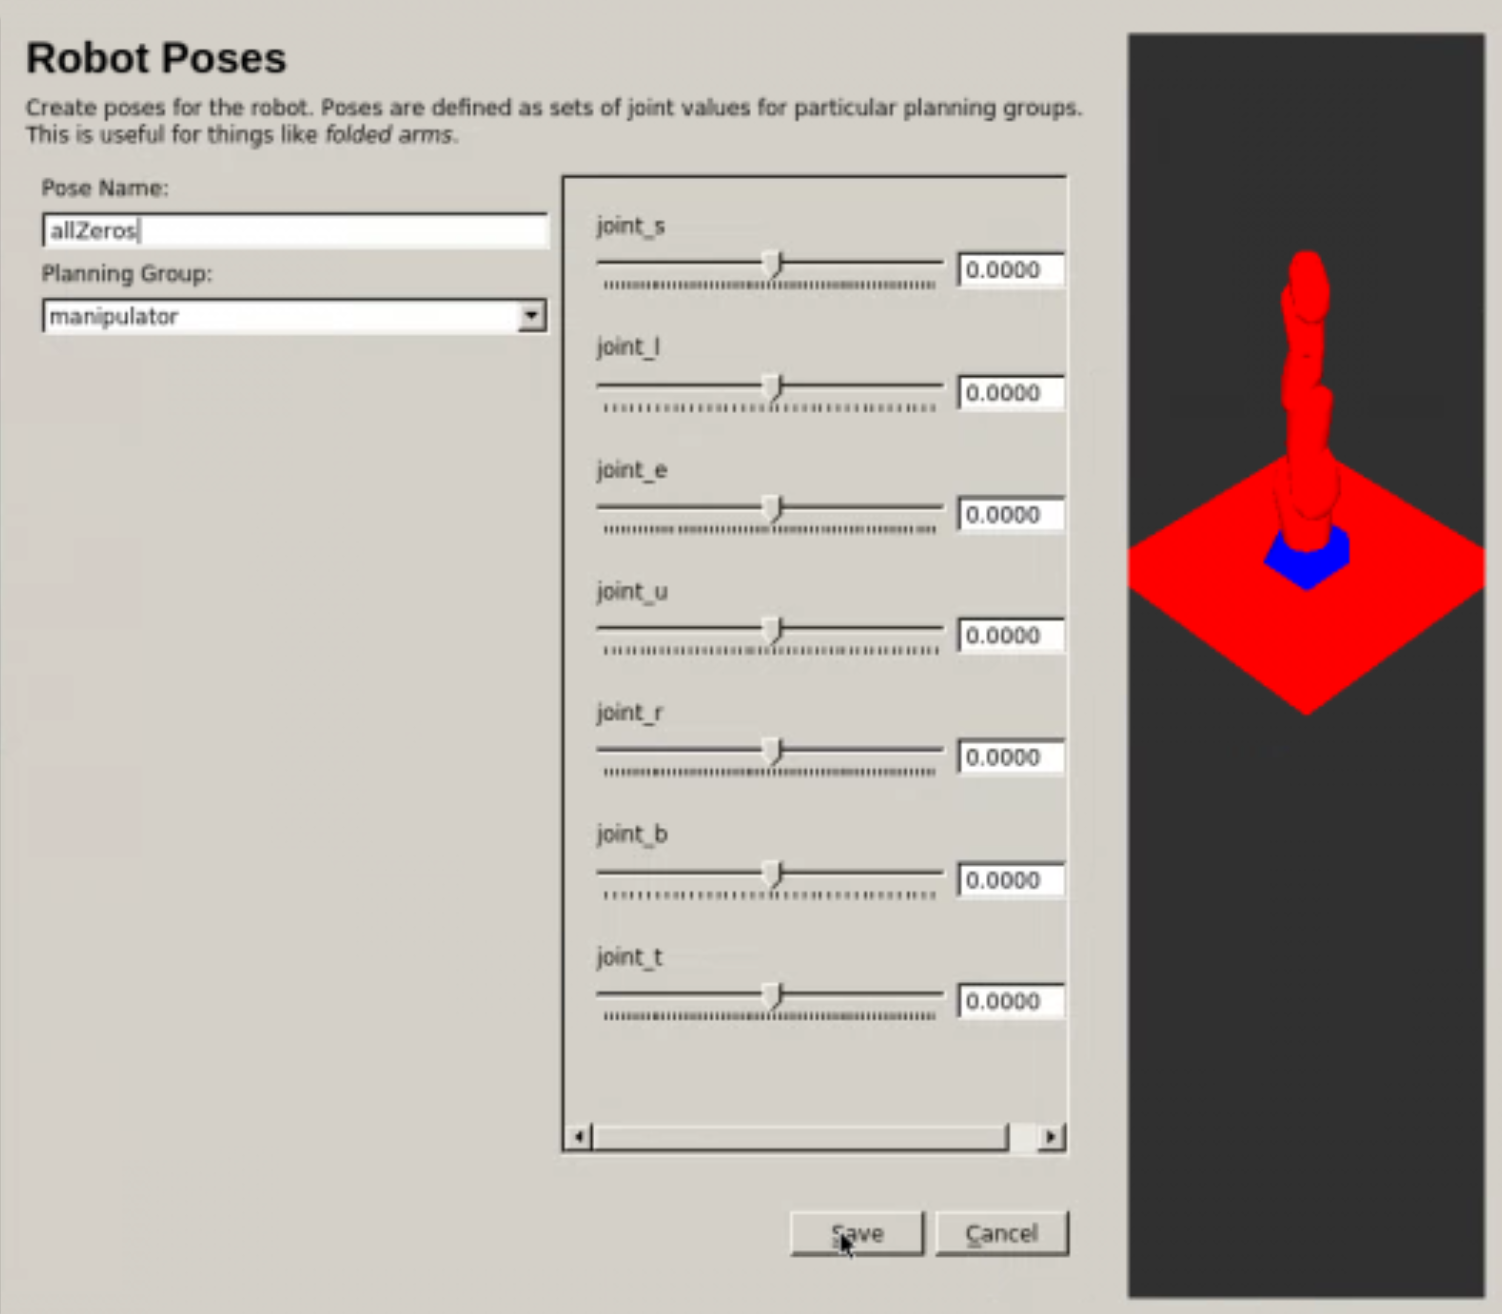 Robot Poses
Create poses for the robot. Poses are defined as sets of joint values for particular planning groups.
This is useful for things like folded arms.
Pose Name:
allZeros
Planning Group:
manipulator
joint_s
0.0000
joint_l
0.0000
joint_e
0.0000
joint_u
0.0000
joint_r
0.0000
joint_b
0.0000
joint_t
0.0000
Save
Cancel